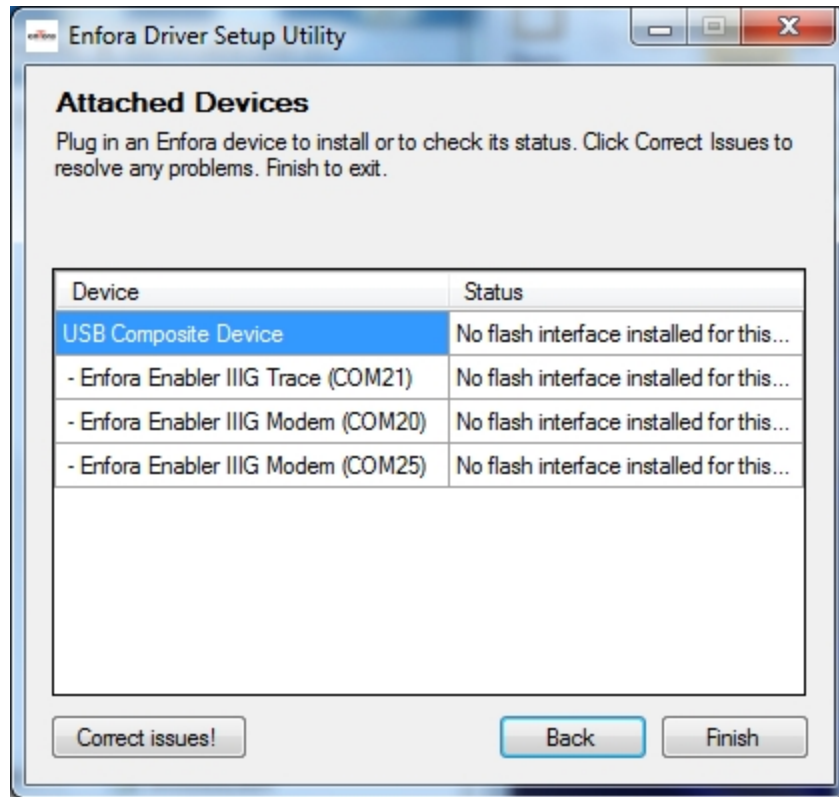 Enfora Driver Setup Utility
Attached Devices
Plug in an Enfora device to install or to check its status. Click Correct Issues to
resolve any problems. Finish to exit.
Device Status
USB Composite Device No flash interface installed for this...
- Enfora Enabler IIIG Trace (COM21) No flash interface installed for this...
- Enfora Enabler IIIG Modem (COM20) No flash interface installed for this...
- Enfora Enabler IIIG Modem (COM25) No flash interface installed for this...
Correct issues! Back Finish